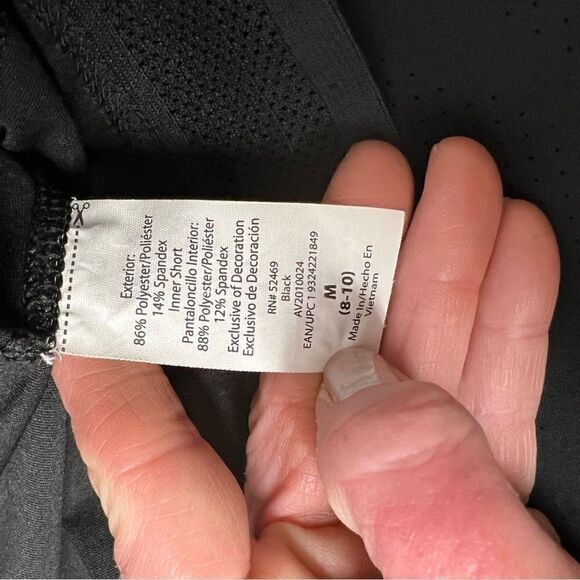 Exterior:
86% Polyester/Poliéster
14% Spandex
Inner Short
Pantaloncillo Interior:
88% Polyester/Poliéster
12% Spandex
Exclusive of Decoration
Exclusivo de Decoración
RN# 52469
Black
AV2010024
EAN/UPC 1 9324221849
M
(8-10)
Made In/Hecho En
Vietnam